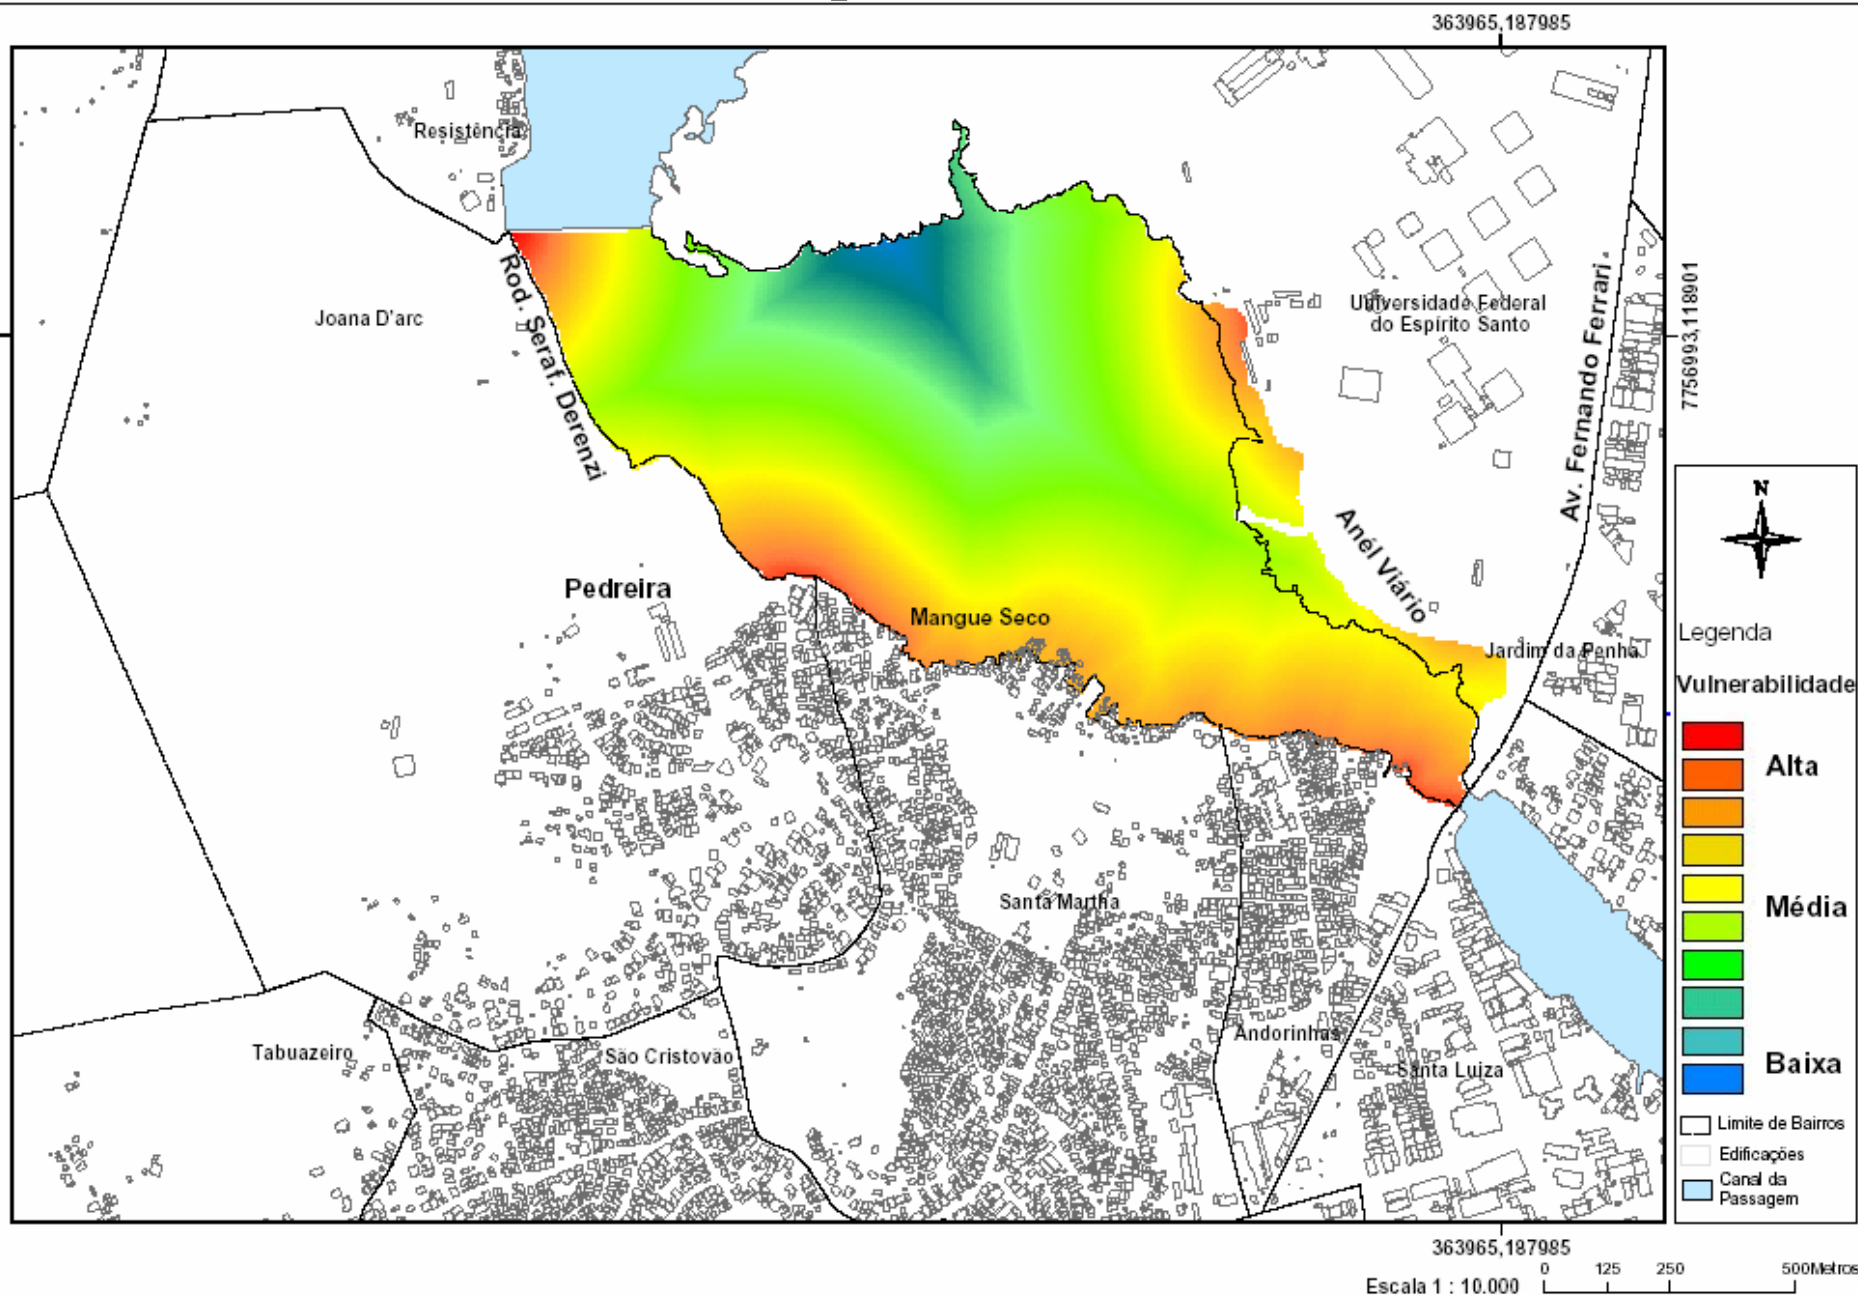 363965,187985
Resistência
Joana D'arc
Rod. Seraf. Derenzi
Universidade Federal
do Espírito Santo
Av. Fernando Ferrari
7756993,118901
Anél Viário
Pedreira
Mangue Seco
Jardim da Penha
Santa Martha
Tabuazeiro
São Cristovão
Andorinhas
Santa Luiza
N
Legenda
Vulnerabilidade
Alta
Média
Baixa
Limite de Bairros
Edificações
Canal da
Passagem
363965,187985
Escala 1 : 10.000
0 125 250 500Metros